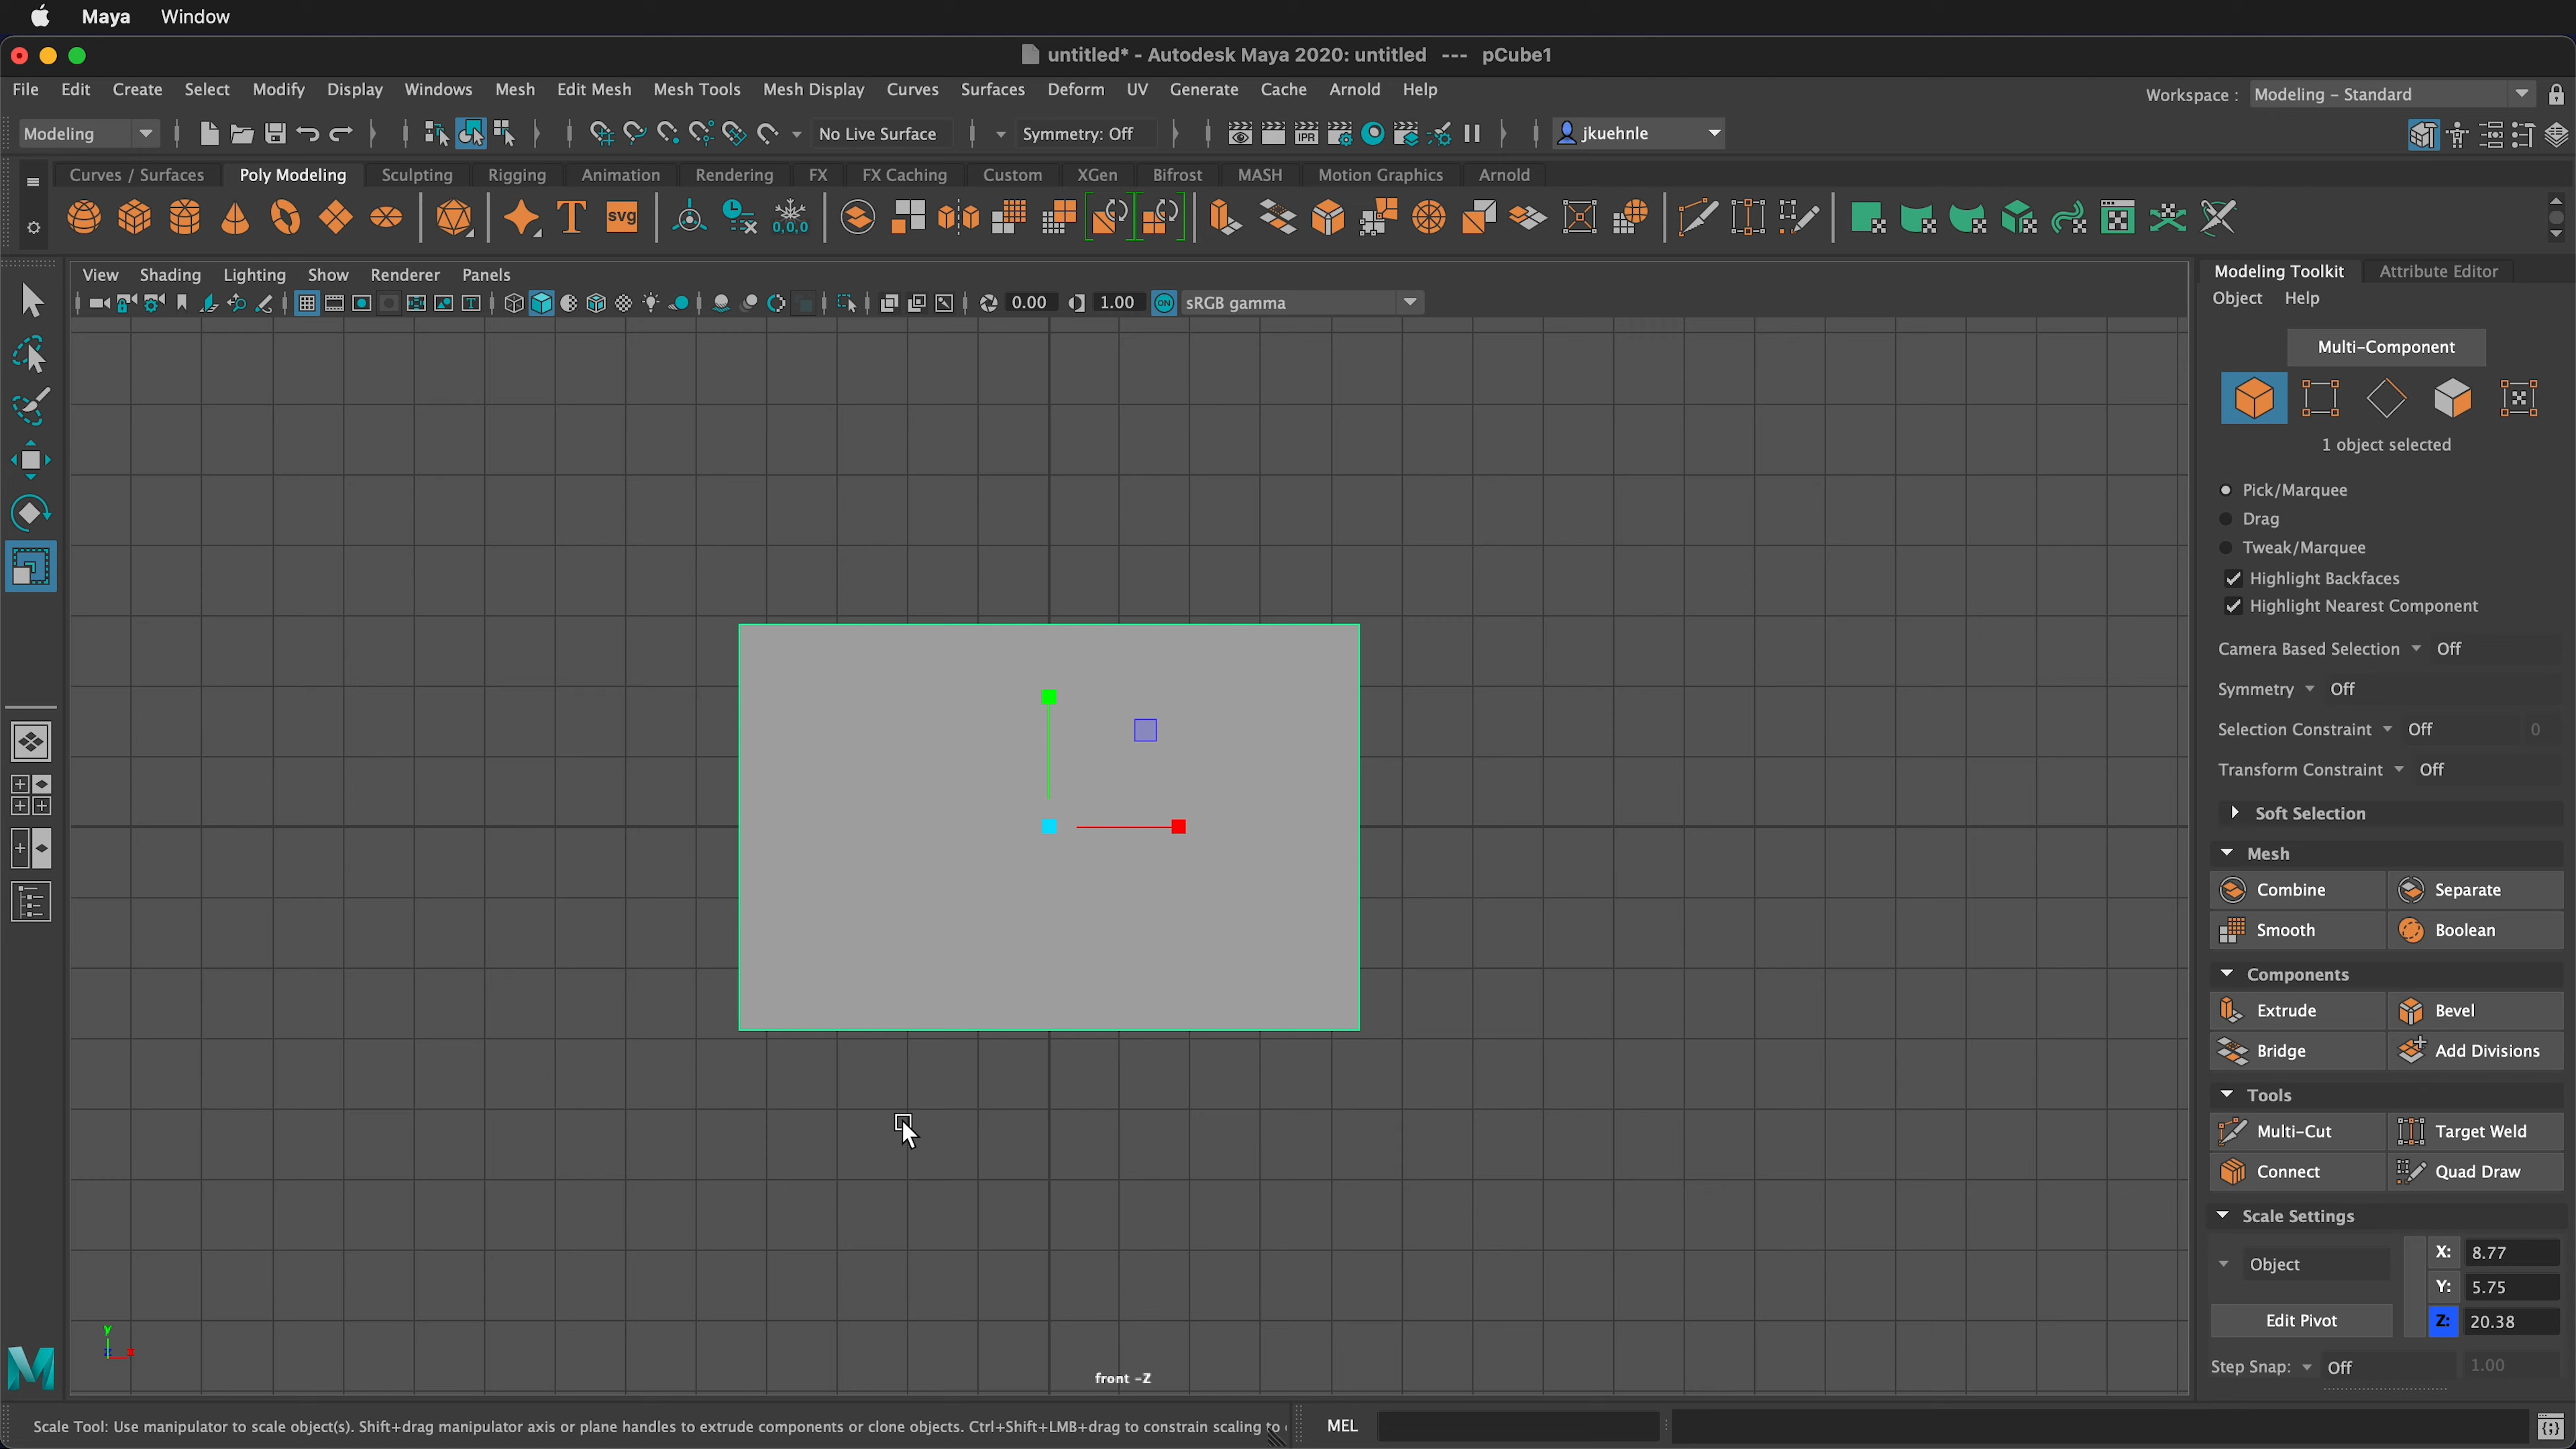 Maya Window
untitled* - Autodesk Maya 2020: untitled --- pCube1
File Edit Create Select Modify Display Windows Mesh Edit Mesh Mesh Tools Mesh Display Curves Surfaces Deform UV Generate Cache Arnold Help
Workspace : Modeling - Standard
Modeling No Live Surface Symmetry: Off jkuehnle
Curves / Surfaces Poly Modeling Sculpting Rigging Animation Rendering FX FX Caching Custom XGen Bifrost MASH Motion Graphics Arnold
T svg 0,0,0
View Shading Lighting Show Renderer Panels
0.00 1.00 ON sRGB gamma
Modeling Toolkit Attribute Editor
Object Help
Multi-Component
1 object selected
Pick/Marquee
Drag
Tweak/Marquee
Highlight Backfaces
Highlight Nearest Component
Camera Based Selection Off
Symmetry Off
Selection Constraint Off 0
Transform Constraint Off
Soft Selection
Mesh
Combine Separate
Smooth Boolean
Components
Extrude Bevel
Bridge Add Divisions
Tools
Multi-Cut Target Weld
Connect Quad Draw
Scale Settings
Object X: 8.77
Y: 5.75
Edit Pivot Z: 20.38
Step Snap: Off 1.00
front -Z
Scale Tool: Use manipulator to scale object(s). Shift+drag manipulator axis or plane handles to extrude components or clone objects. Ctrl+Shift+LMB+drag to constrain scaling to
MEL